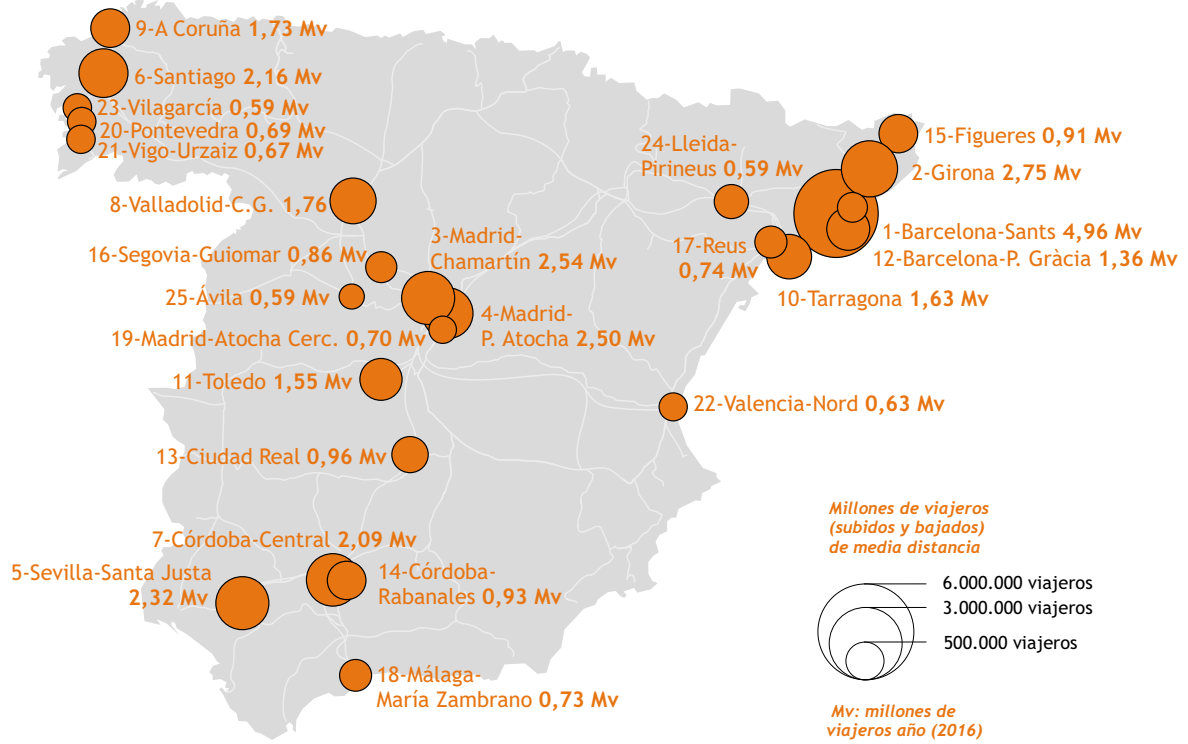 9-A Coruña 1,73 Mv
6-Santiago 2,16 Mv
23-Vilagarcía 0,59 Mv
20-Pontevedra 0,69 Mv
21-Vigo-Urzaiz 0,67 Mv
8-Valladolid-C.G. 1,76
16-Segovia-Guiomar 0,86 Mv
25-Ávila 0,59 Mv
19-Madrid-Atocha Cerc. 0,70 Mv
11-Toledo 1,55 Mv
13-Ciudad Real 0,96 Mv
3-Madrid-
Chamartín 2,54 Mv
4-Madrid-
P. Atocha 2,50 Mv
24-Lleida-
Pirineus 0,59 Mv
15-Figueres 0,91 Mv
2-Girona 2,75 Mv
1-Barcelona-Sants 4,96 Mv
12-Barcelona-P. Gràcia 1,36 Mv
17-Reus
0,74 Mv
10-Tarragona 1,63 Mv
22-Valencia-Nord 0,63 Mv
7-Córdoba-Central 2,09 Mv
5-Sevilla-Santa Justa
2,32 Mv
14-Córdoba-
Rabanales 0,93 Mv
18-Málaga-
María Zambrano 0,73 Mv
Millones de viajeros
(subidos y bajados)
de media distancia
6.000.000 viajeros
3.000.000 viajeros
500.000 viajeros
Mv: millones de
viajeros año (2016)